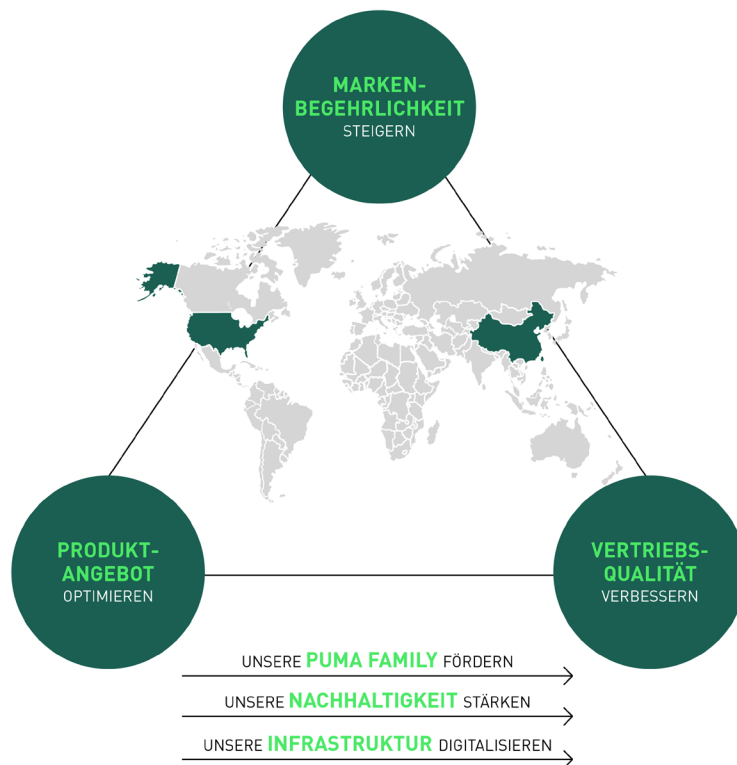 MARKEN-
BEGEHRLICHKEIT
STEIGERN
PRODUKT-
ANGEBOT
OPTIMIEREN
VERTRIEBS-
QUALITÄT
VERBESSERN
UNSERE PUMA FAMILY FÖRDERN
UNSERE NACHHALTIGKEIT STÄRKEN
UNSERE INFRASTRUKTUR DIGITALISIEREN